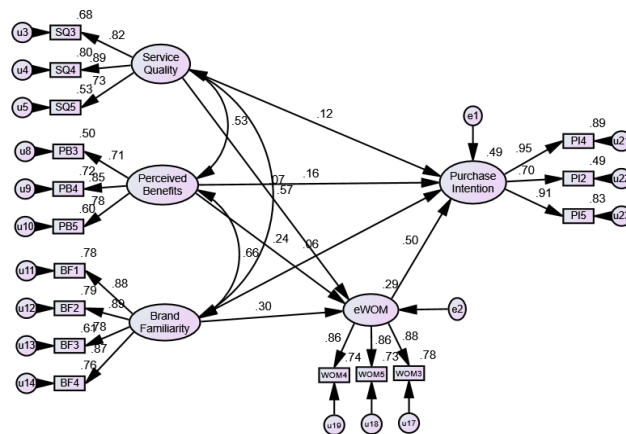 u3 SQ3 .68 .82
u4 SQ4 .80 .89
u5 SQ5 .53 .73
Service
Quality
u8 PB3 .50 .71
u9 PB4 .72 .85
u10 PB5 .60 .78
Perceived
Benefits
u11 BF1 .78 .88
u12 BF2 .79 .89
u13 BF3 .61 .78
u14 BF4 .76 .87
Brand
Familiarity
.53
.57
.66
.12
.07
.16
.24
.06
.30
.50
e1
.49
Purchase
Intention
.95 PI4 .89
.70 PI2 .49 u22
.91 PI5 .83
.29
eWOM
e2
.86 .86 .88
.74 .73 .78
WOM4 WOM5 WOM3
u19 u18 u17